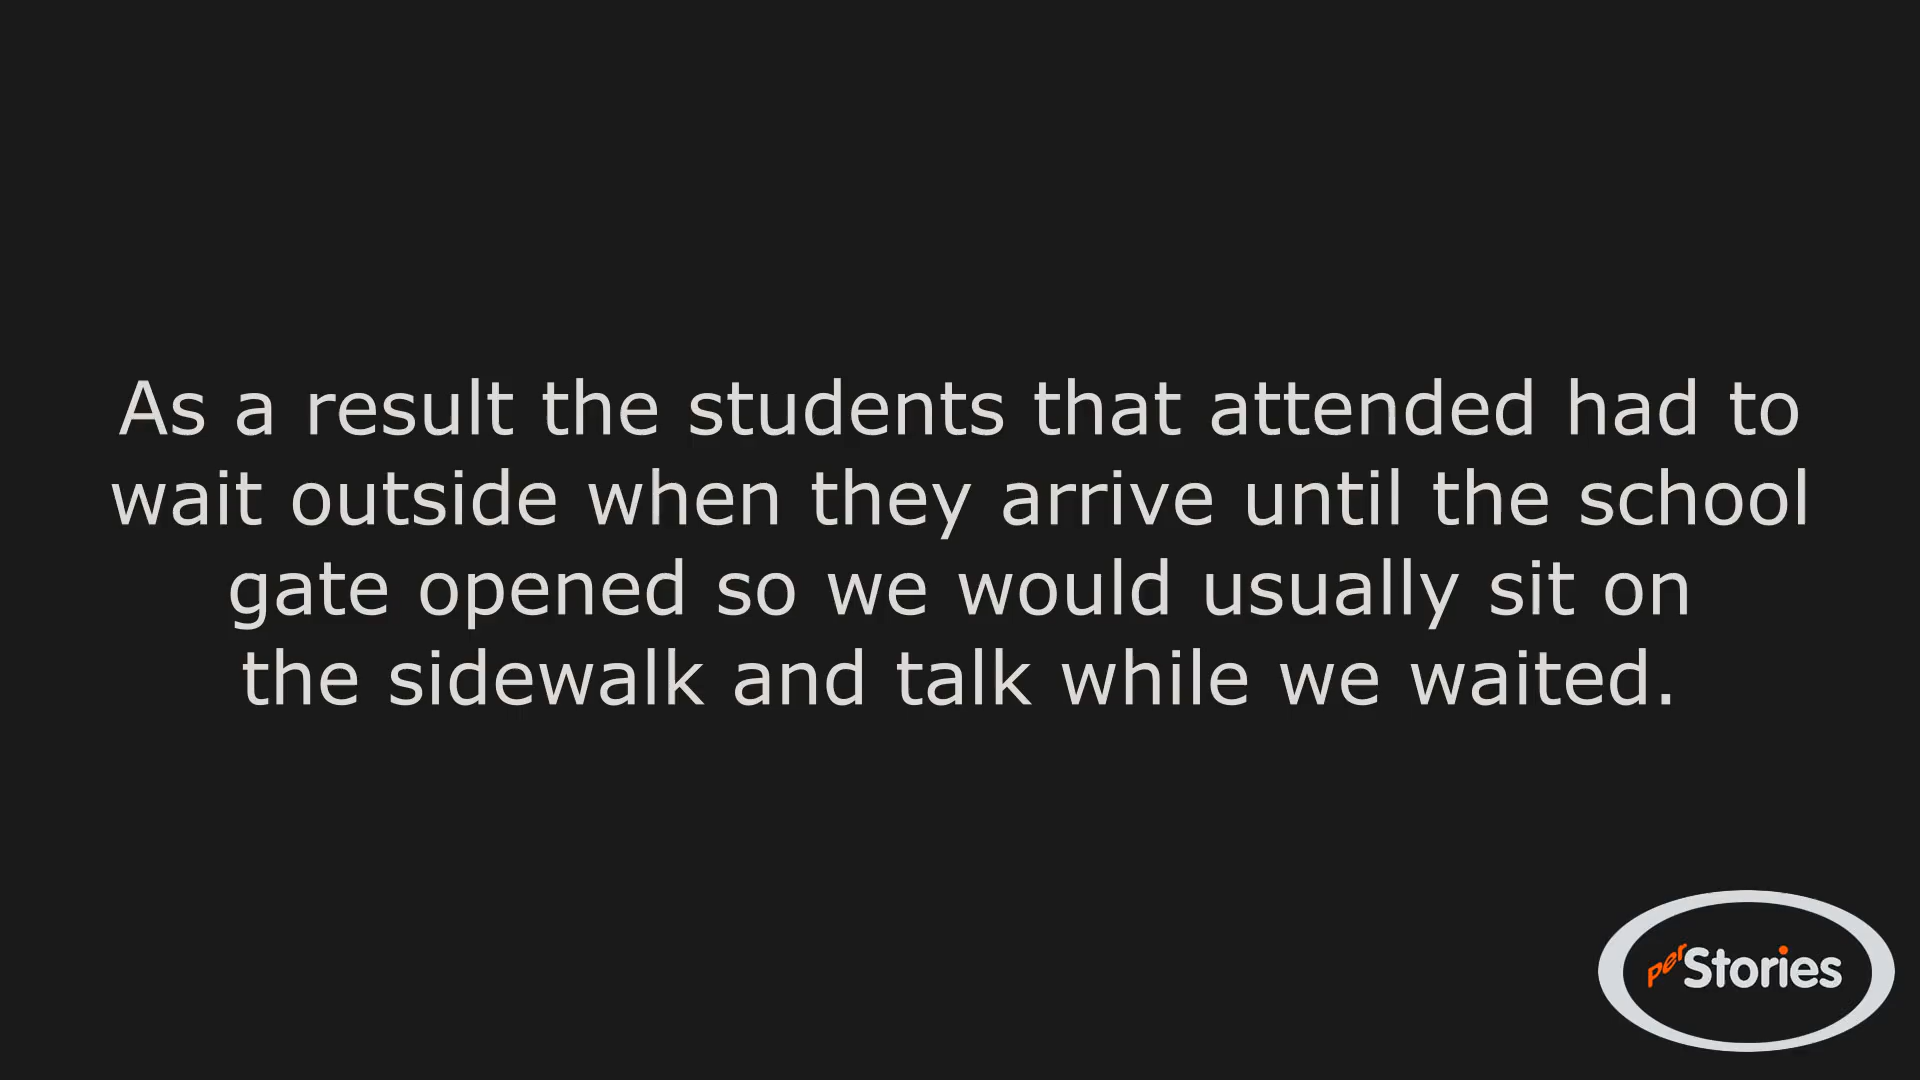 As a result the students that attended had to
wait outside when they arrive until the school
gate opened so we would usually sit on
the sidewalk and talk while we waited.
perStories